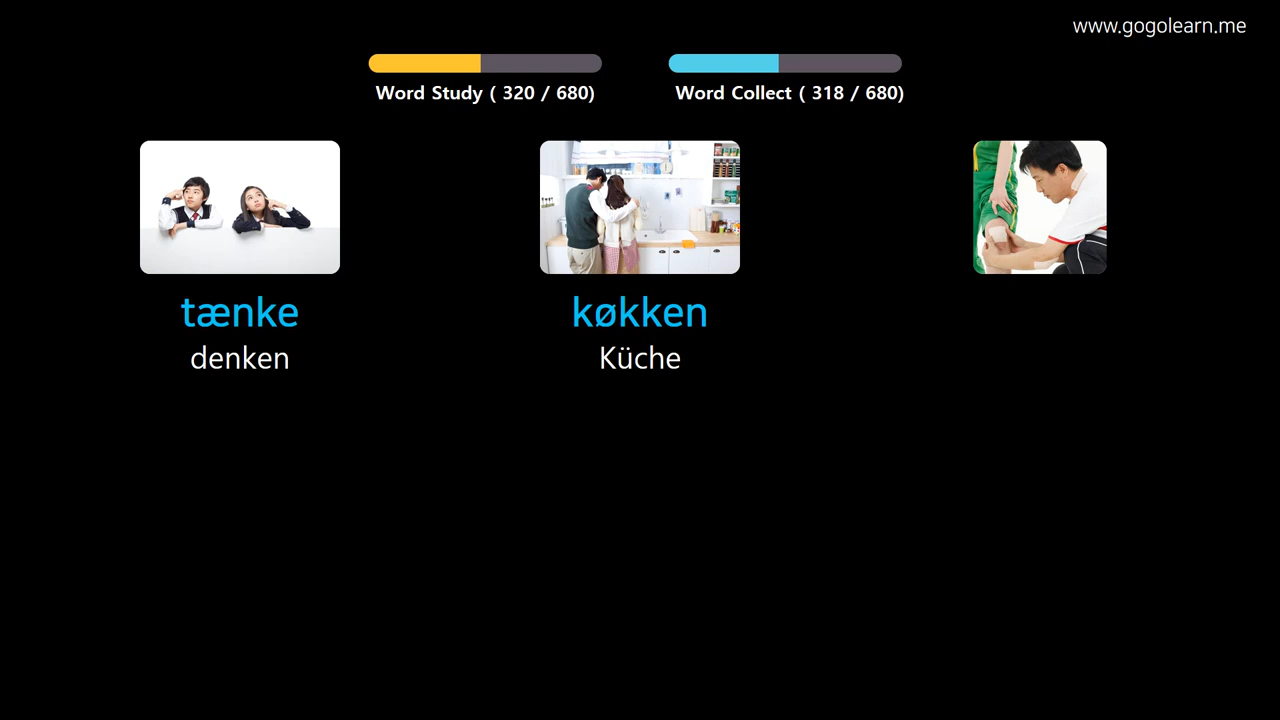 www.gogolearn.me
Word Study ( 320 / 680)
Word Collect ( 318 / 680)
tænke
køkken
denken
Küche